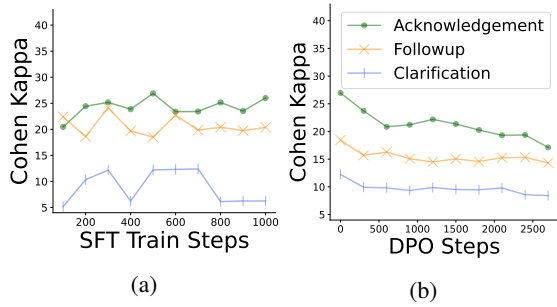 Cohen Kappa
40
35
30
25
20
15
10
5
200 400 600 800 1000
SFT Train Steps
(a)
Cohen Kappa
40
35
30
25
20
15
10
5
Acknowledgement
Followup
Clarification
0 500 1000 1500 2000 2500
DPO Steps
(b)